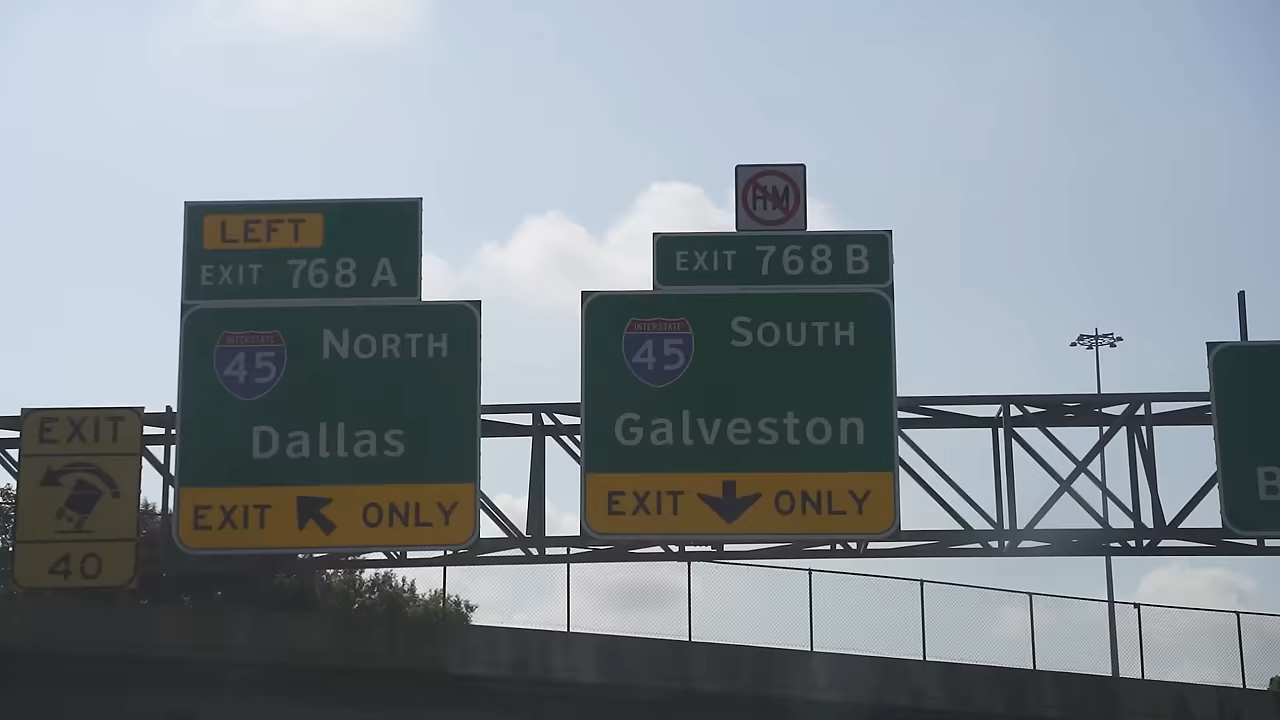 EXIT
40
LEFT
EXIT 768 A
INTERSTATE
45
NORTH
Dallas
EXIT ONLY
HM
EXIT 768 B
INTERSTATE
45
SOUTH
Galveston
EXIT ONLY
B